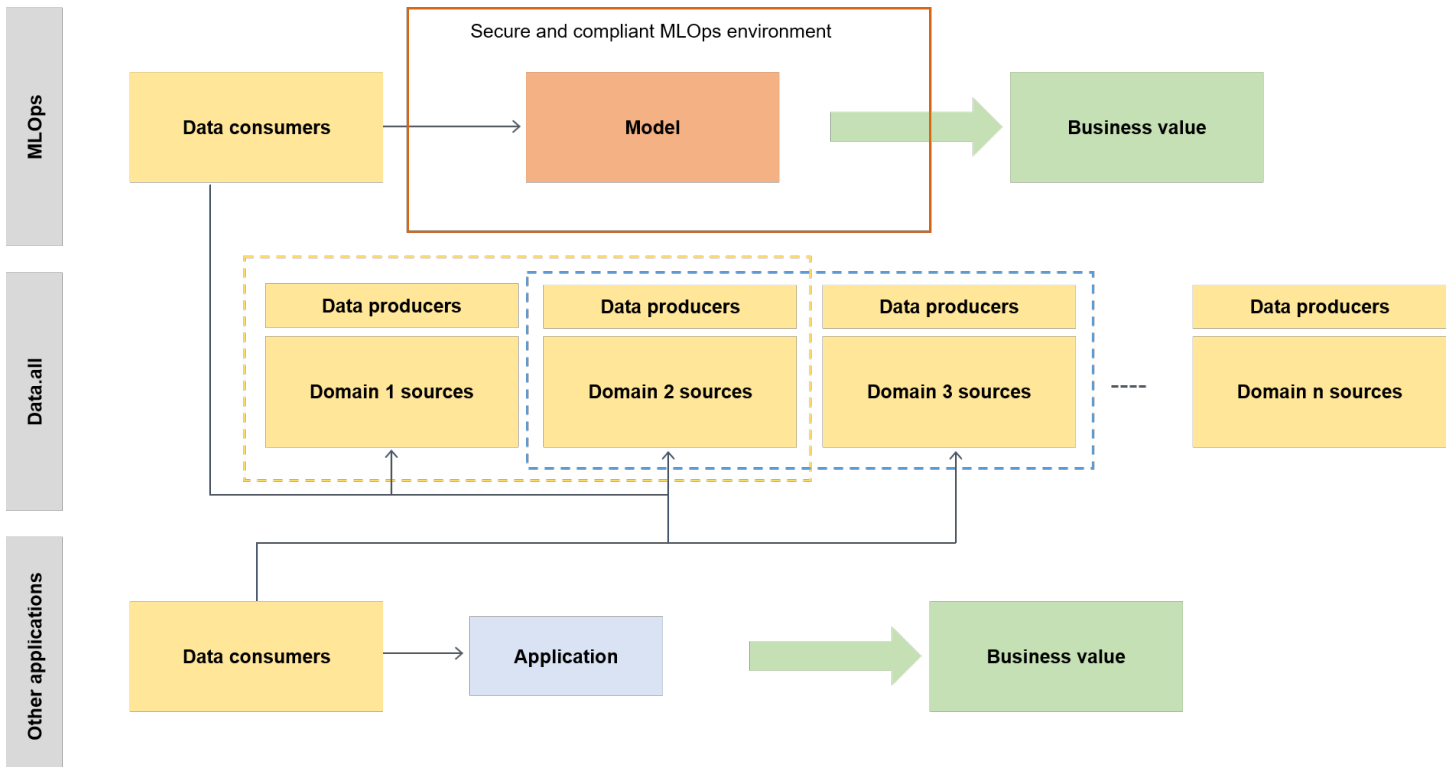 MLOps
Secure and compliant MLOps environment
Data consumers
Model
Business value
Data.all
Data producers
Data producers
Data producers
Data producers
Domain 1 sources
Domain 2 sources
Domain 3 sources
Domain n sources
Other applications
Data consumers
Application
Business value